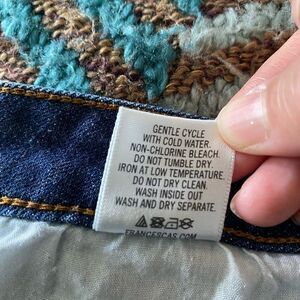 GENTLE CYCLE
WITH COLD WATER.
NON-CHLORINE BLEACH.
DO NOT TUMBLE DRY.
IRON AT LOW TEMPERATURE.
DO NOT DRY CLEAN.
WASH INSIDE OUT
WASH AND DRY SEPARATE.
FRANCESCAS.COM